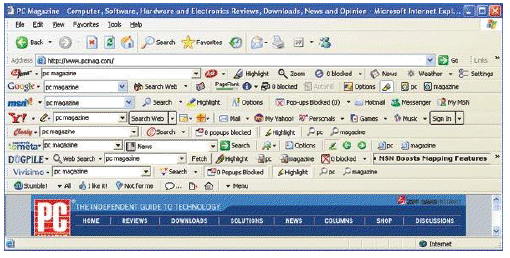 PC Magazine - Computer, Software, Hardware and Electronics Reviews, Downloads, News and Opinion - Microsoft Internet Expl...
File Edit View Favorites Tools Help
Back Search Favorites
Address http://www.pcmag.com/ Go Links
pc magazine Highlight Zoom 0 blocked News Weather Settings
Google pc magazine Search Web PageRank Options pc magazine
msn pc magazine Search Highlight Options Pop-ups Blocked (0) Hotmail Messenger My MSN
Y! pc magazine Search Web Mail My Yahoo! Personals Games Music Sign In
pc magazine Search 0 popups blocked Highlight pc magazine
pc magazine News Search Options pc magazine
DOGPILE Web Search pc magazine Fetch Highlight pc magazine 0 blocked MSN Boosts Mapping Features
Vivisimo pc magazine Search 0 Popups Blocked Highlight pc magazine
Stumble! All I like it! Not for me Menu
PC THE INDEPENDENT GUIDE TO TECHNOLOGY
HOME REVIEWS DOWNLOADS SOLUTIONS NEWS COLUMNS SHOP DISCUSSIONS
Internet